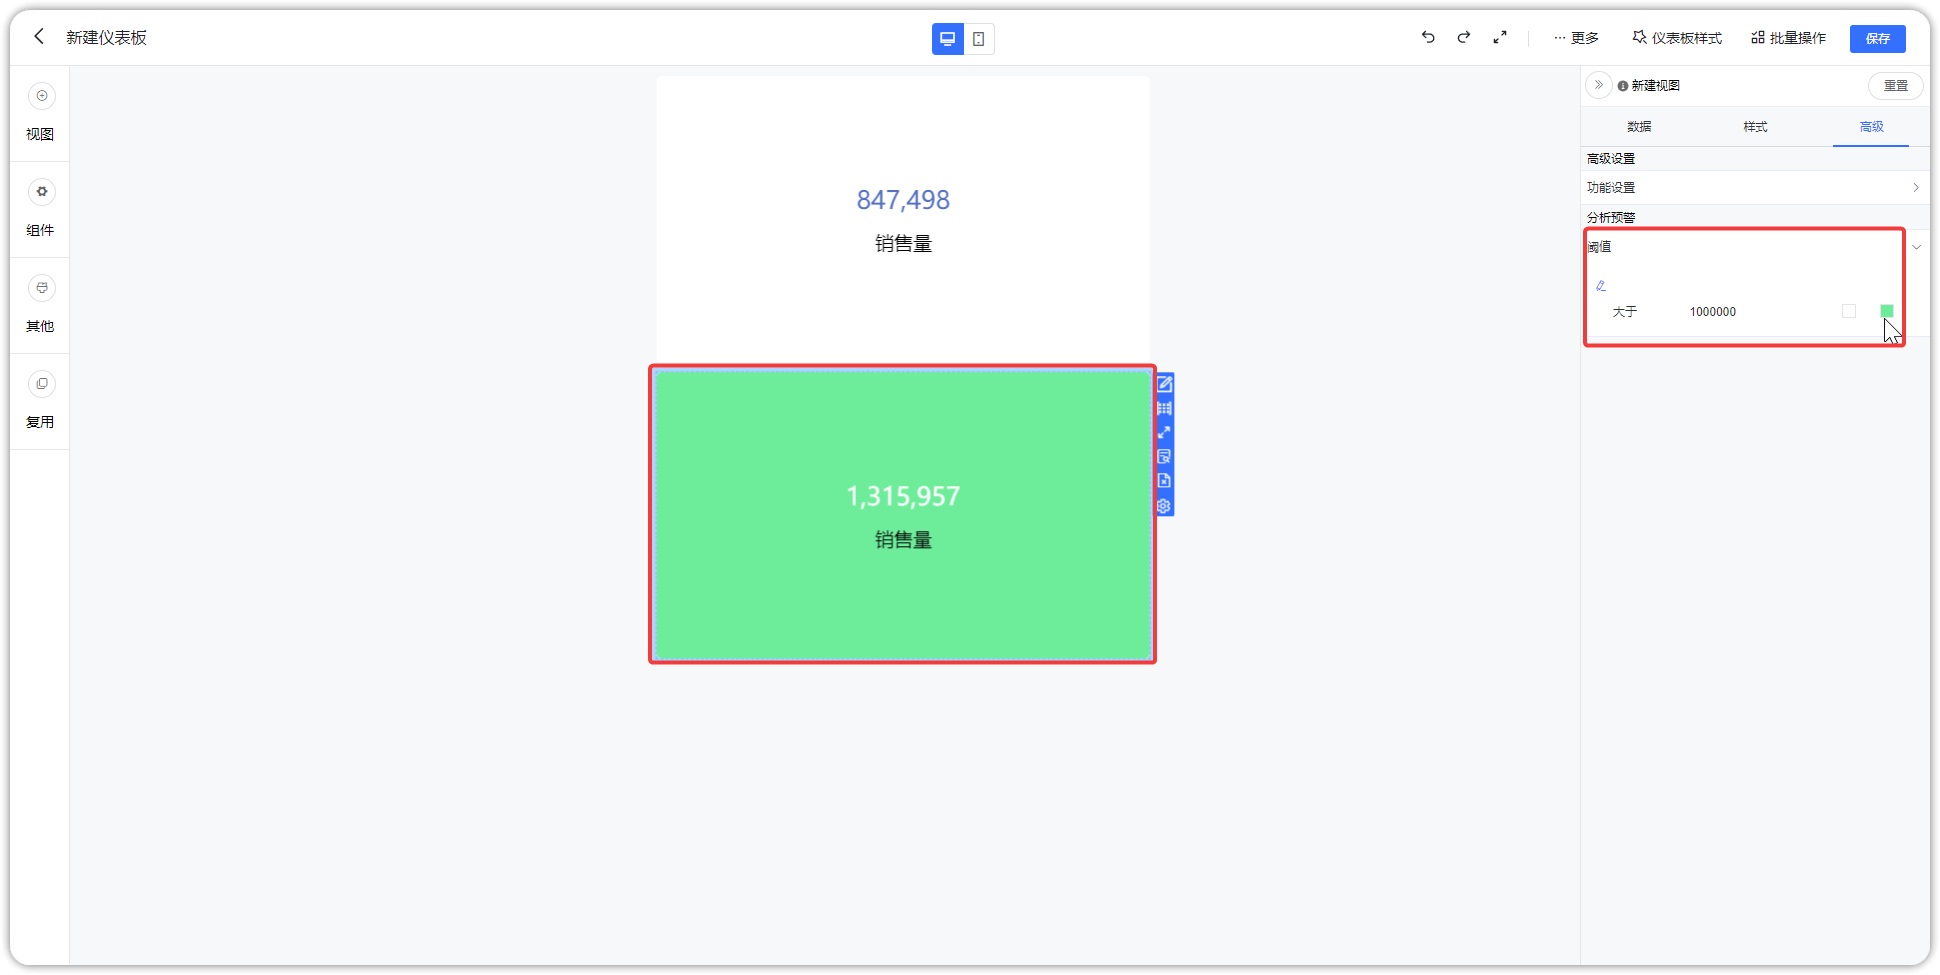 新建仪表板
更多
仪表板样式
批量操作
保存
视图
组件
其他
复用
847,498
销售量
1,315,957
销售量
新建视图
重置
数据
样式
高级
高级设置
功能设置
分析预警
阈值
大于
1000000